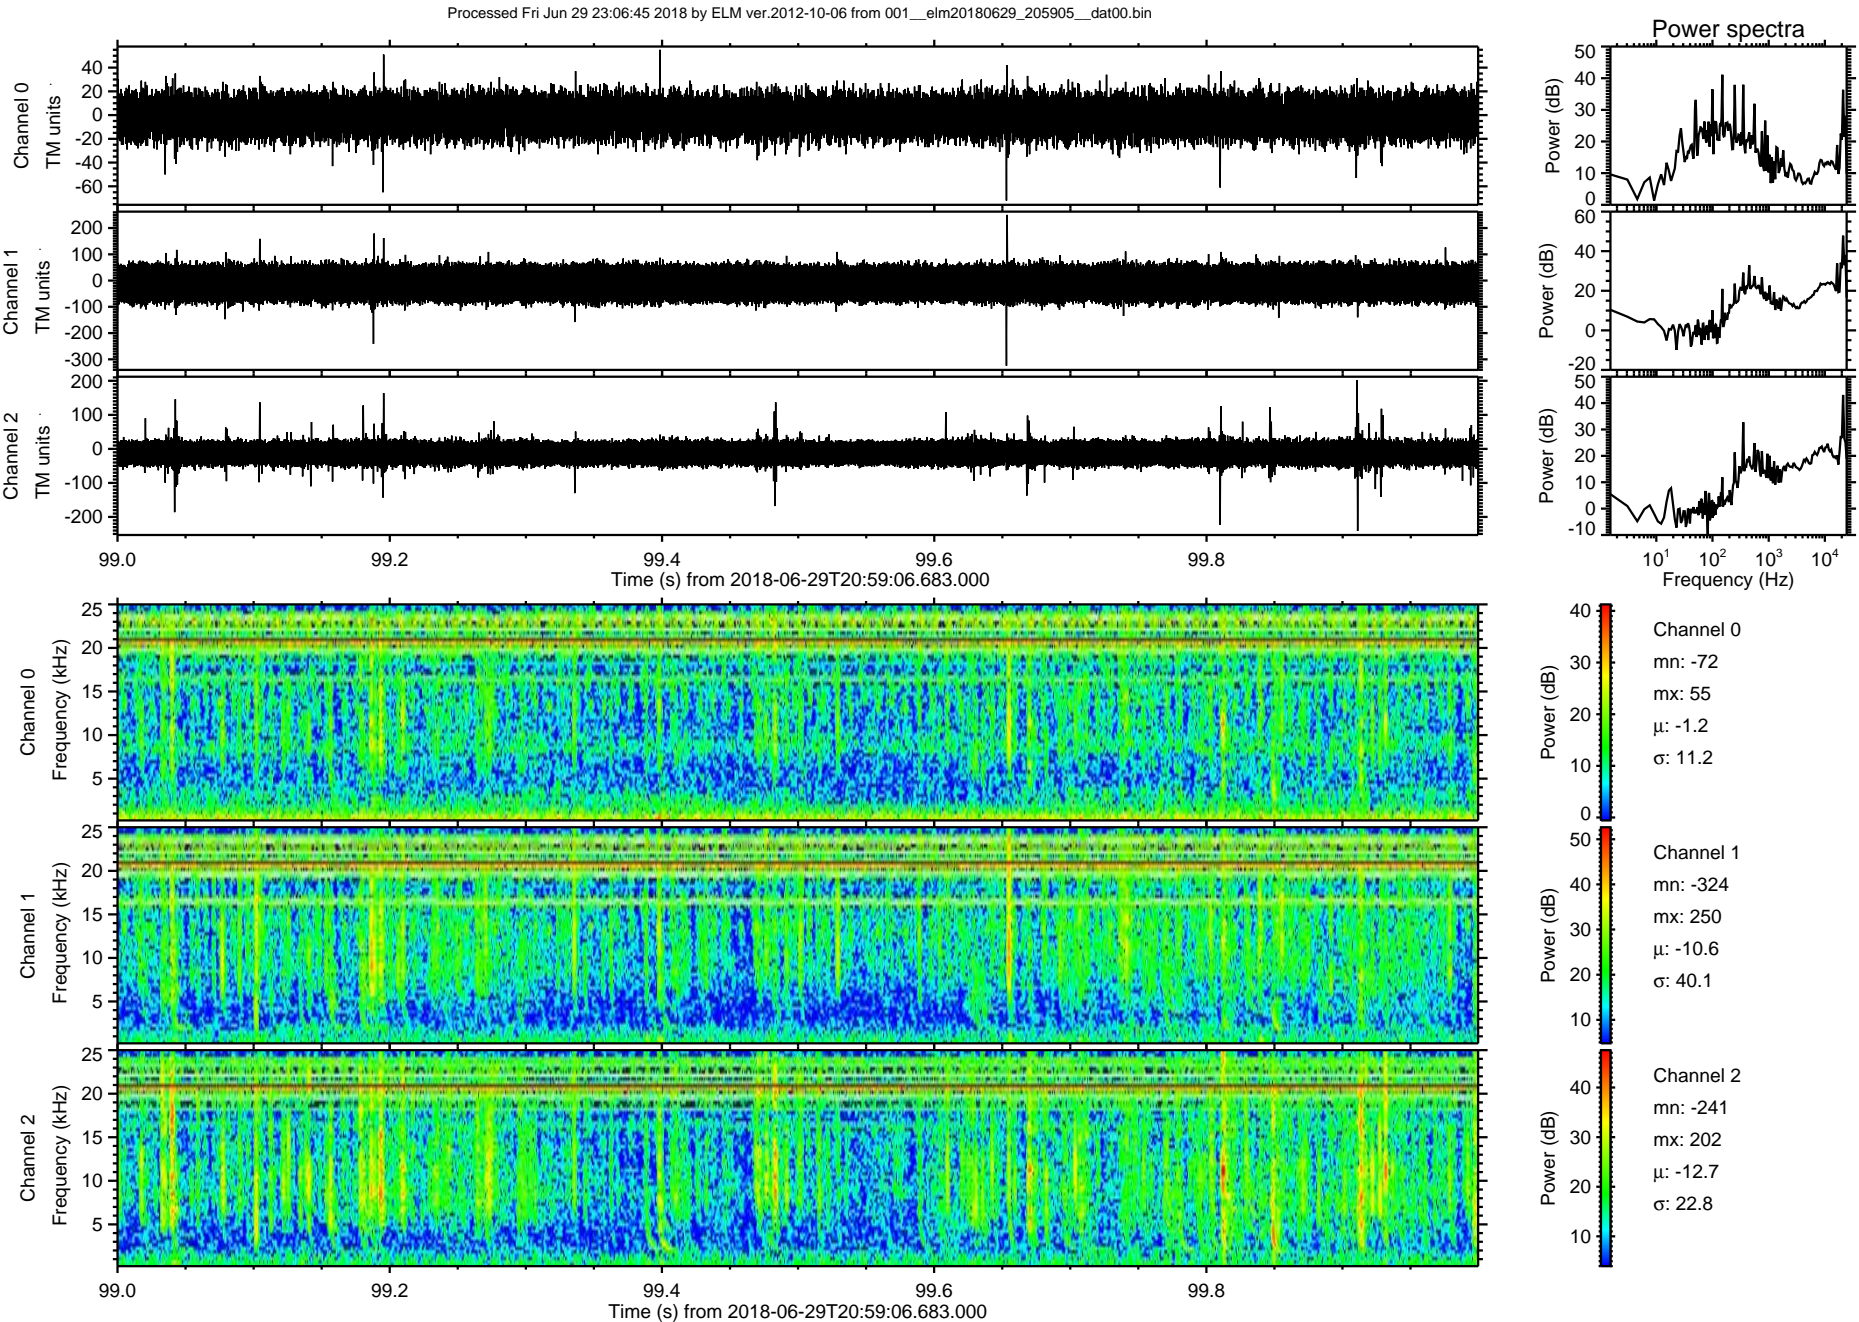 Processed Fri Jun 29 23:06:45 2018 by ELM ver.2012-10-06 from 001__elm20180629_205905__dat00.bin
Power spectra
Channel 0
TM units
40
20
0
-20
-40
-60
Power (dB)
50
40
30
20
10
0
Channel 1
TM units
200
100
0
-100
-200
-300
Power (dB)
60
40
20
0
-20
Channel 2
TM units
200
100
0
-100
-200
Power (dB)
50
40
30
20
10
0
-10
99.0 99.2 99.4 99.6 99.8
Time (s) from 2018-06-29T20:59:06.683.000
10^1 10^2 10^3 10^4
Frequency (Hz)
Channel 0
Frequency (kHz)
25
20
15
10
5
Power (dB)
40
30
20
10
0
Channel 0
mn: -72
mx: 55
μ: -1.2
σ: 11.2
Channel 1
Frequency (kHz)
25
20
15
10
5
Power (dB)
50
40
30
20
10
Channel 1
mn: -324
mx: 250
μ: -10.6
σ: 40.1
Channel 2
Frequency (kHz)
25
20
15
10
5
Power (dB)
40
30
20
10
Channel 2
mn: -241
mx: 202
μ: -12.7
σ: 22.8
99.0 99.2 99.4 99.6 99.8
Time (s) from 2018-06-29T20:59:06.683.000